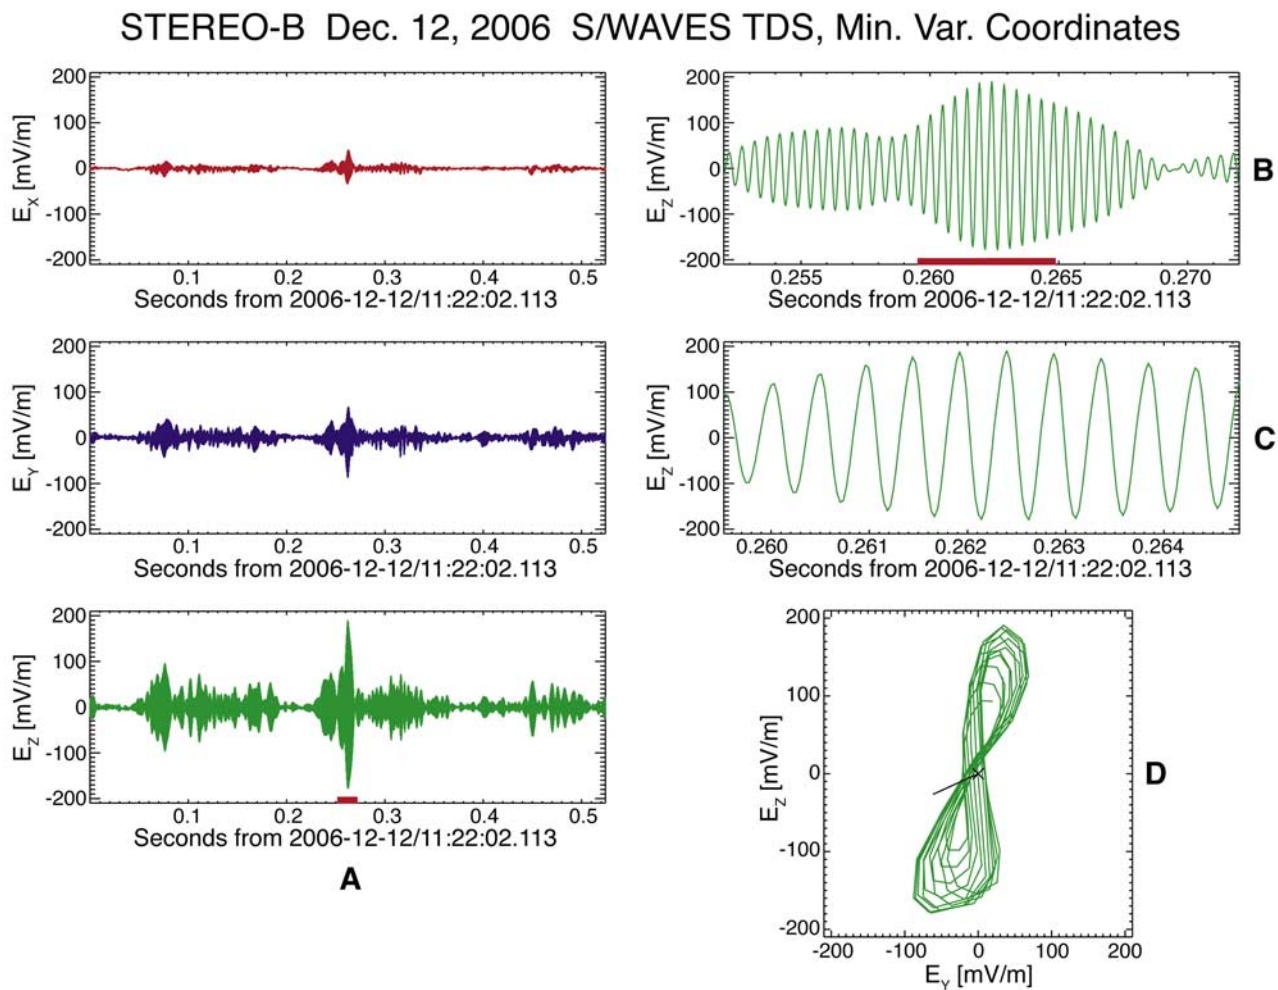 STEREO-B Dec. 12, 2006 S/WAVES TDS, Min. Var. Coordinates
200
100
0
-100
-200
E_X [mV/m]
0.1 0.2 0.3 0.4 0.5
Seconds from 2006-12-12/11:22:02.113
200
100
0
-100
-200
E_Y [mV/m]
0.1 0.2 0.3 0.4 0.5
Seconds from 2006-12-12/11:22:02.113
200
100
0
-100
-200
E_Z [mV/m]
0.1 0.2 0.3 0.4 0.5
Seconds from 2006-12-12/11:22:02.113
A
200
100
0
-100
-200
E_Z [mV/m]
0.255 0.260 0.265 0.270
Seconds from 2006-12-12/11:22:02.113
B
200
100
0
-100
-200
E_Z [mV/m]
0.260 0.261 0.262 0.263 0.264
Seconds from 2006-12-12/11:22:02.113
C
200
100
0
-100
-200
E_Z [mV/m]
-200 -100 0 100 200
E_Y [mV/m]
D